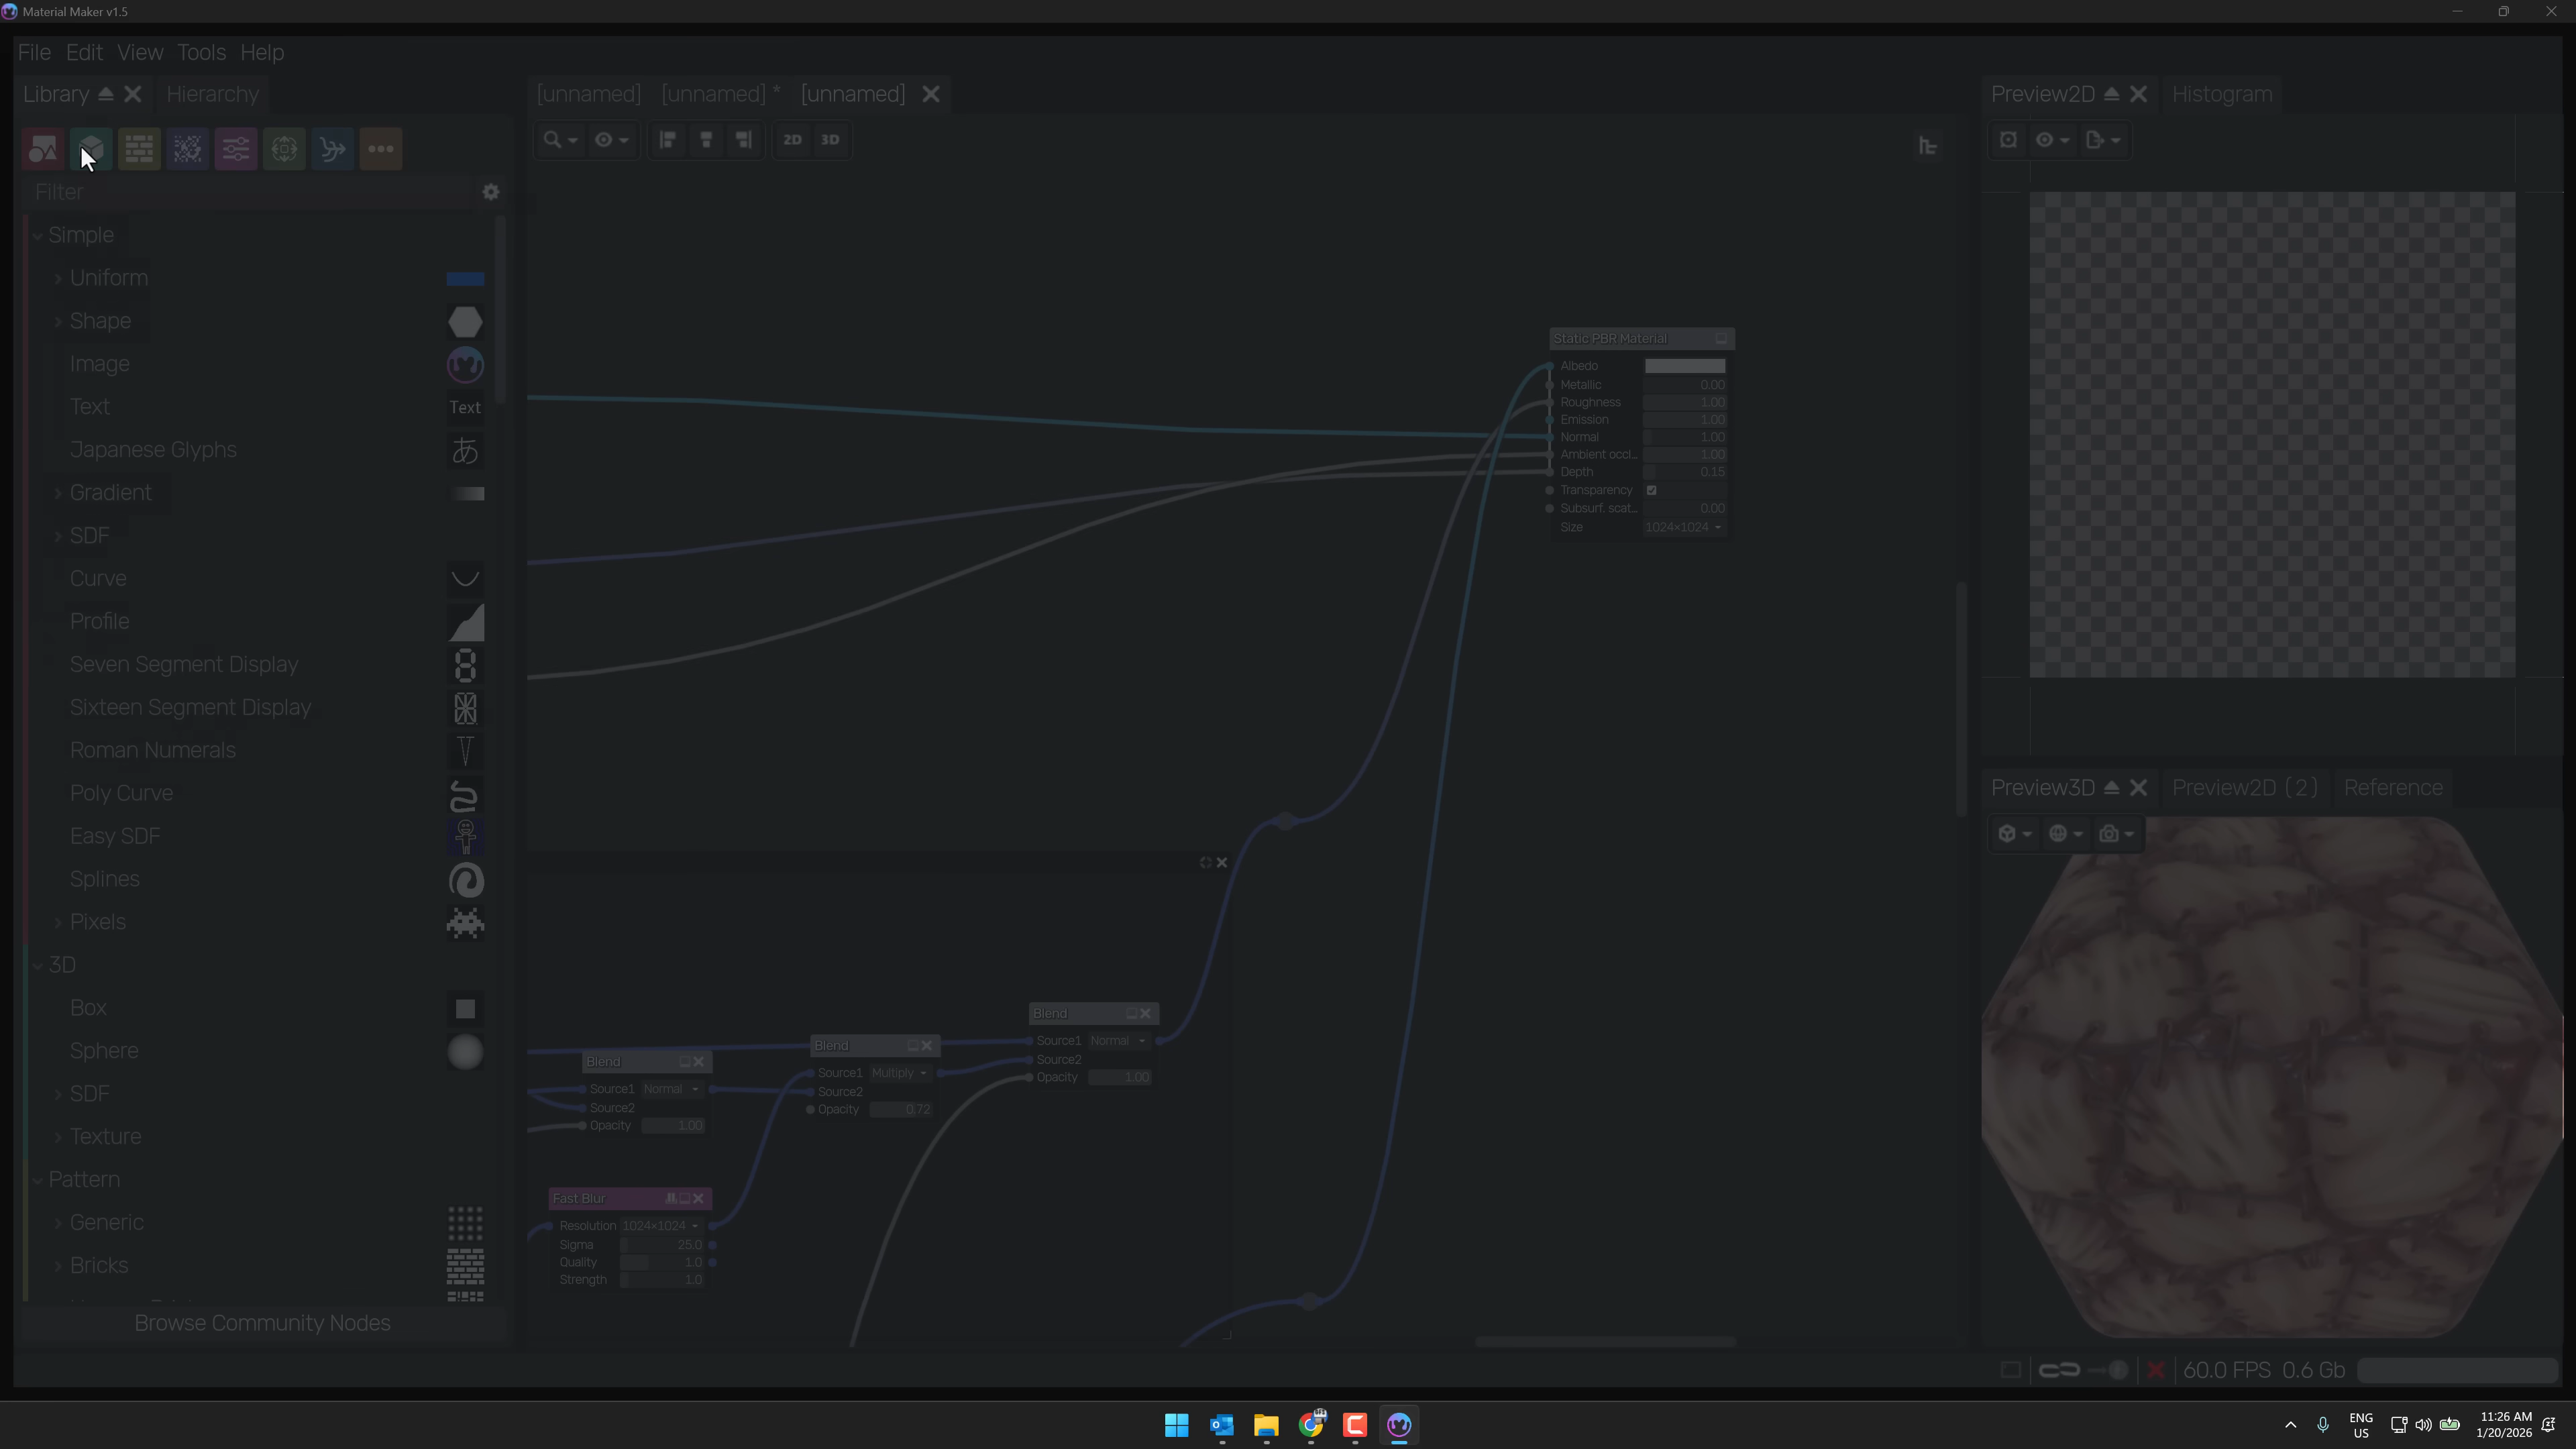 Material Maker v1.5
File Edit View Tools Help
Library Hierarchy
[unnamed] [unnamed] * [unnamed]
Preview2D Histogram
2D 3D
Filter
Simple
Uniform
Shape
Image
Text Text
Japanese Glyphs あ
Gradient
SDF
Curve
Profile
Seven Segment Display
Sixteen Segment Display
Roman Numerals
Poly Curve
Easy SDF
Splines
Pixels
3D
Box
Sphere
SDF
Texture
Pattern
Generic
Bricks
Browse Community Nodes
Static PBR Material
Albedo
Metallic 0.00
Roughness 1.00
Emission 1.00
Normal 1.00
Ambient occl... 1.00
Depth 0.15
Transparency
Subsurf. scat... 0.00
Size 1024×1024
Blend
Source1 Normal
Source2
Opacity 1.00
Blend
Source1 Multiply
Source2
Opacity 0.72
Blend
Source1 Normal
Source2
Opacity 1.00
Fast Blur
Resolution 1024×1024
Sigma 25.0
Quality 1.0
Strength 1.0
Preview3D Preview2D (2) Reference
60.0 FPS 0.6 Gb
ENG
US
11:26 AM
1/20/2026